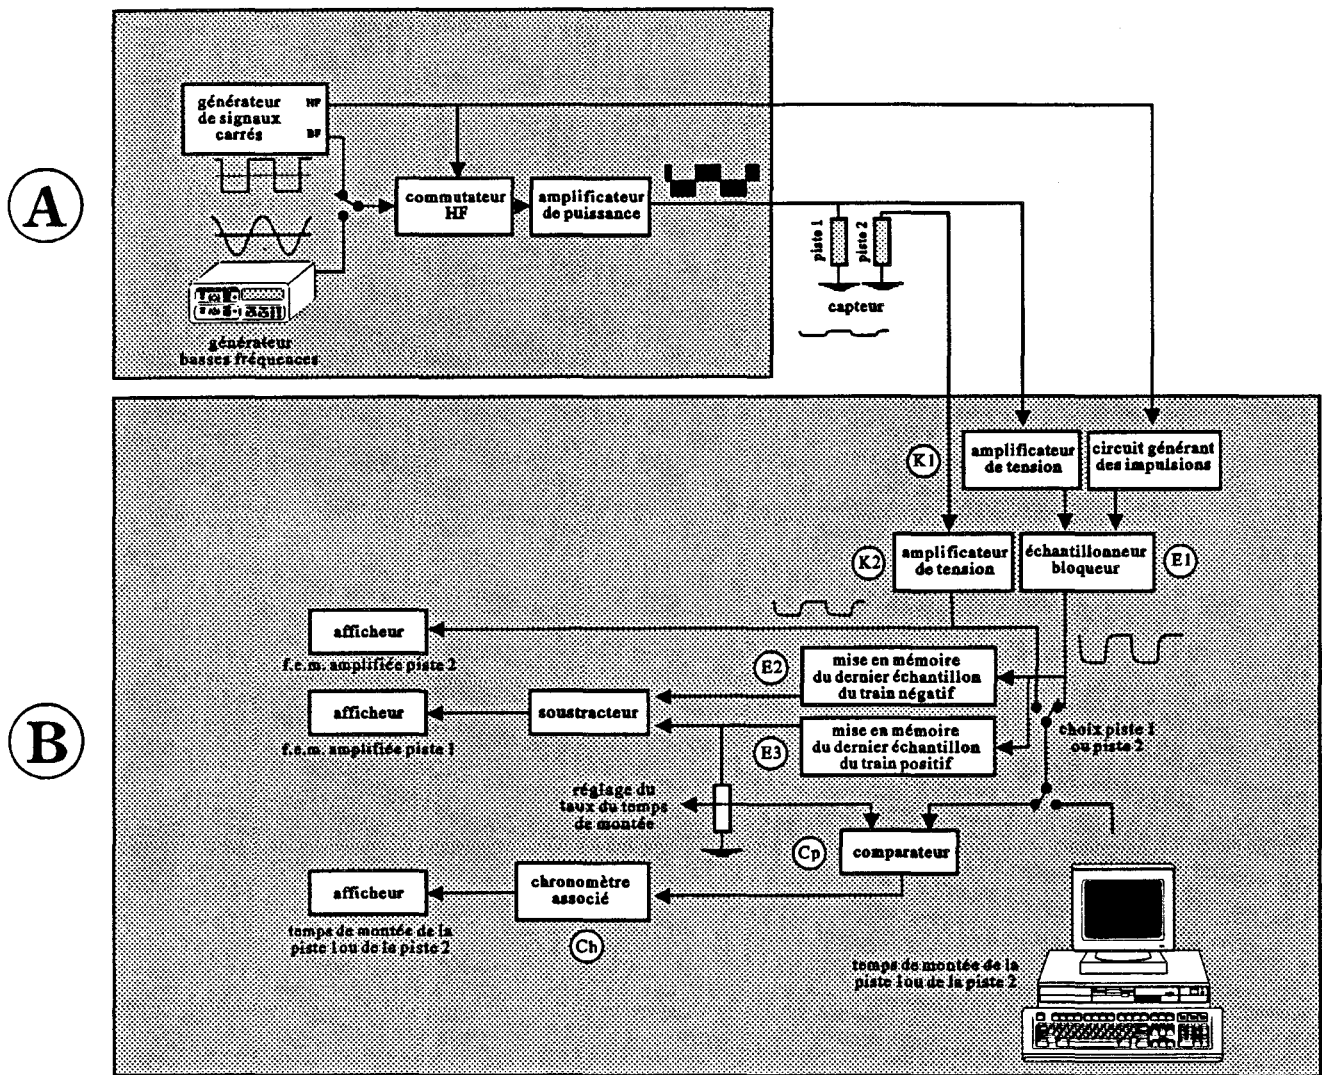 A
générateur
de signaux
carrés
HF
BF
commutateur
HF
amplificateur
de puissance
piste 1
piste 2
capteur
générateur
basses fréquences
B
K1
amplificateur
de tension
circuit générant
des impulsions
K2
amplificateur
de tension
échantillonneur
bloqueur
E1
afficheur
f.e.m. amplifiée piste 2
E2
mise en mémoire
du dernier échantillon
du train négatif
afficheur
f.e.m. amplifiée piste 1
soustracteur
E3
mise en mémoire
du dernier échantillon
du train positif
choix piste 1
ou piste 2
réglage du
taux du temps
de montée
Cp
comparateur
afficheur
temps de montée de la
piste 1ou de la piste 2
chronomètre
associé
Ch
temps de montée de la
piste 1ou de la piste 2